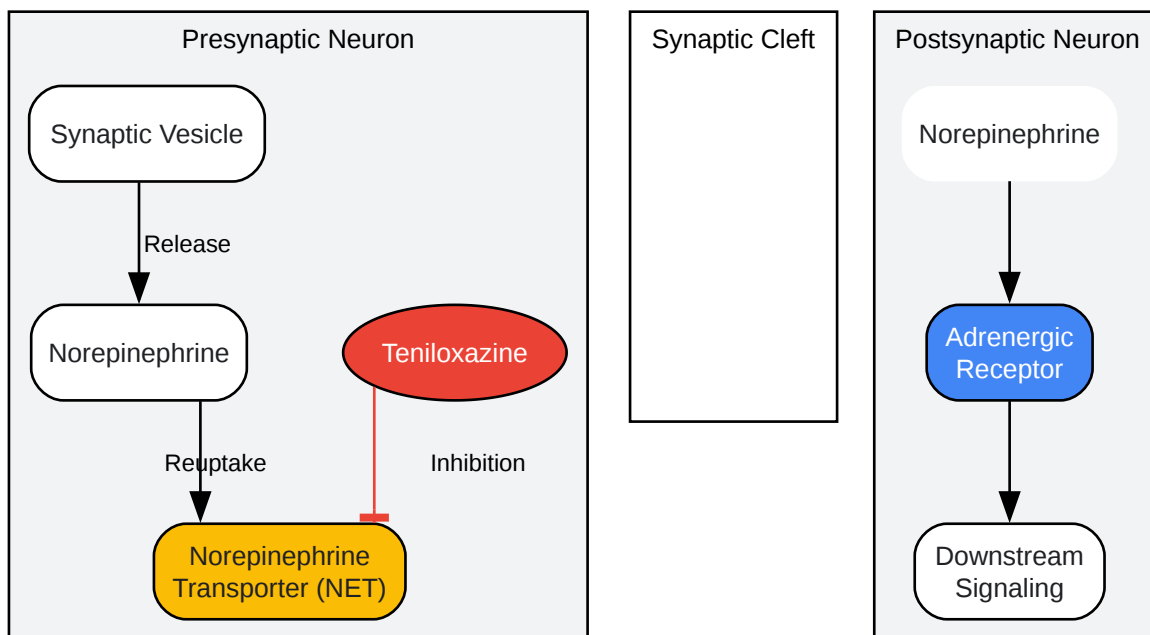 Presynaptic Neuron
Synaptic Vesicle
Release
Norepinephrine
Teniloxazine
Reuptake
Inhibition
Norepinephrine
Transporter (NET)
Synaptic Cleft
Postsynaptic Neuron
Norepinephrine
Adrenergic
Receptor
Downstream
Signaling